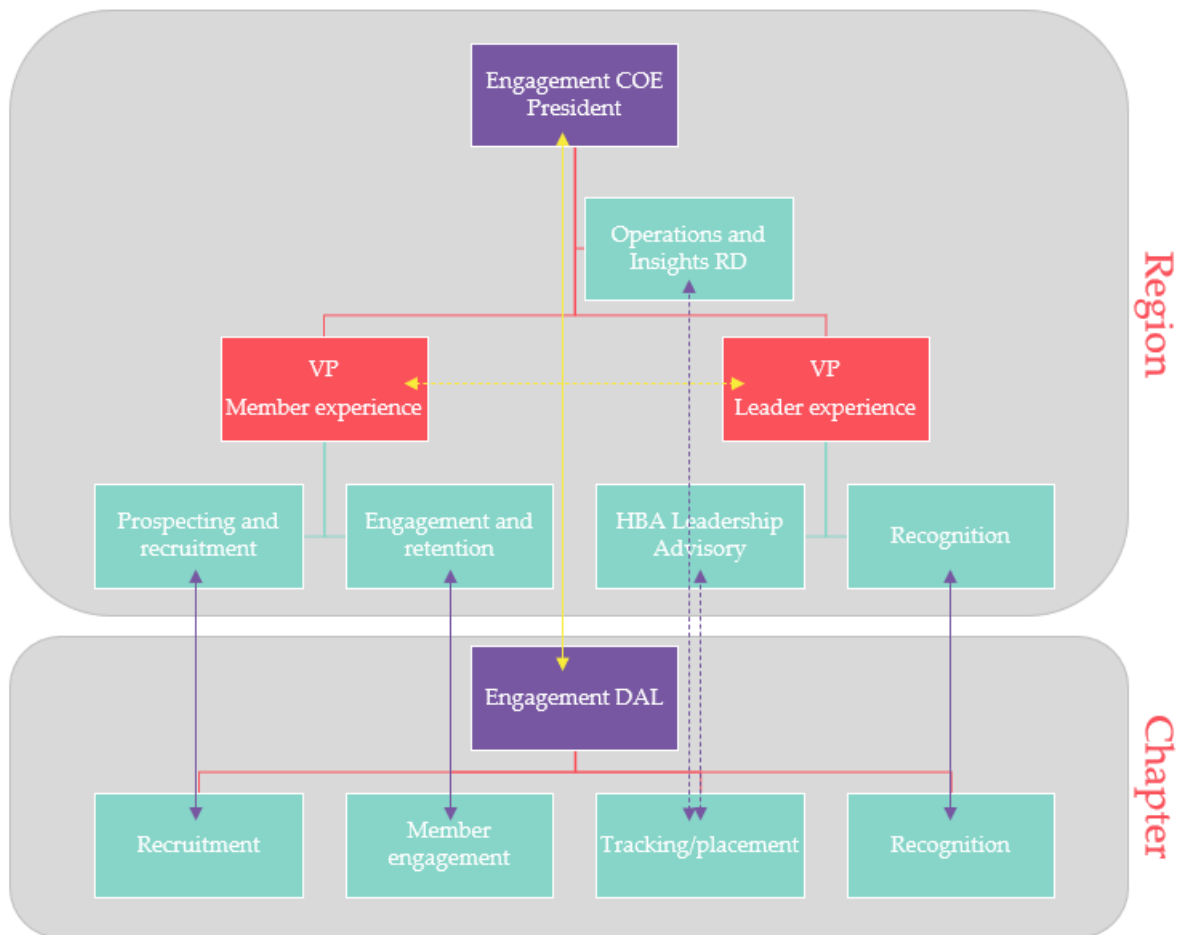 Engagement COE
President
Operations and
Insights RD
VP
Member experience
VP
Leader experience
Prospecting and
recruitment
Engagement and
retention
HBA Leadership
Advisory
Recognition
Region
Engagement DAL
Recruitment
Member
engagement
Tracking/placement
Recognition
Chapter